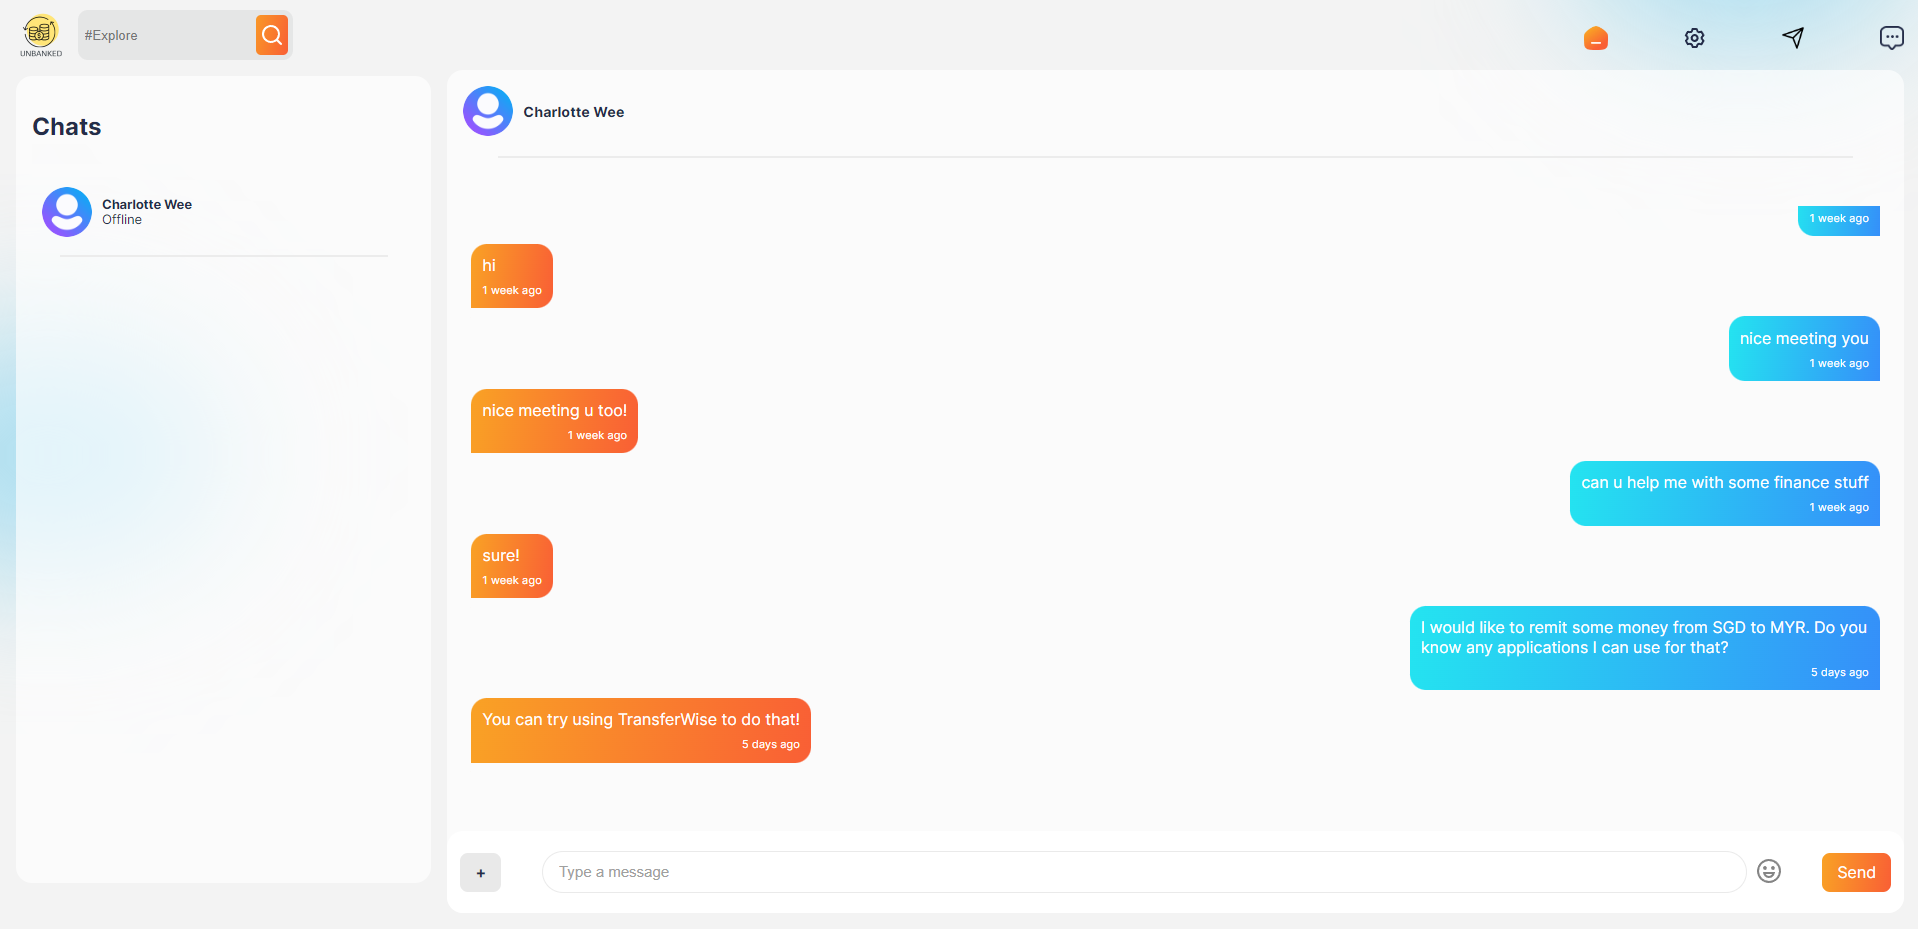 UNBANKED
#Explore
Chats
Charlotte Wee
Offline
Charlotte Wee
1 week ago
hi
1 week ago
nice meeting you
1 week ago
nice meeting u too!
1 week ago
can u help me with some finance stuff
1 week ago
sure!
1 week ago
I would like to remit some money from SGD to MYR. Do you
know any applications I can use for that?
5 days ago
You can try using TransferWise to do that!
5 days ago
+
Type a message
Send